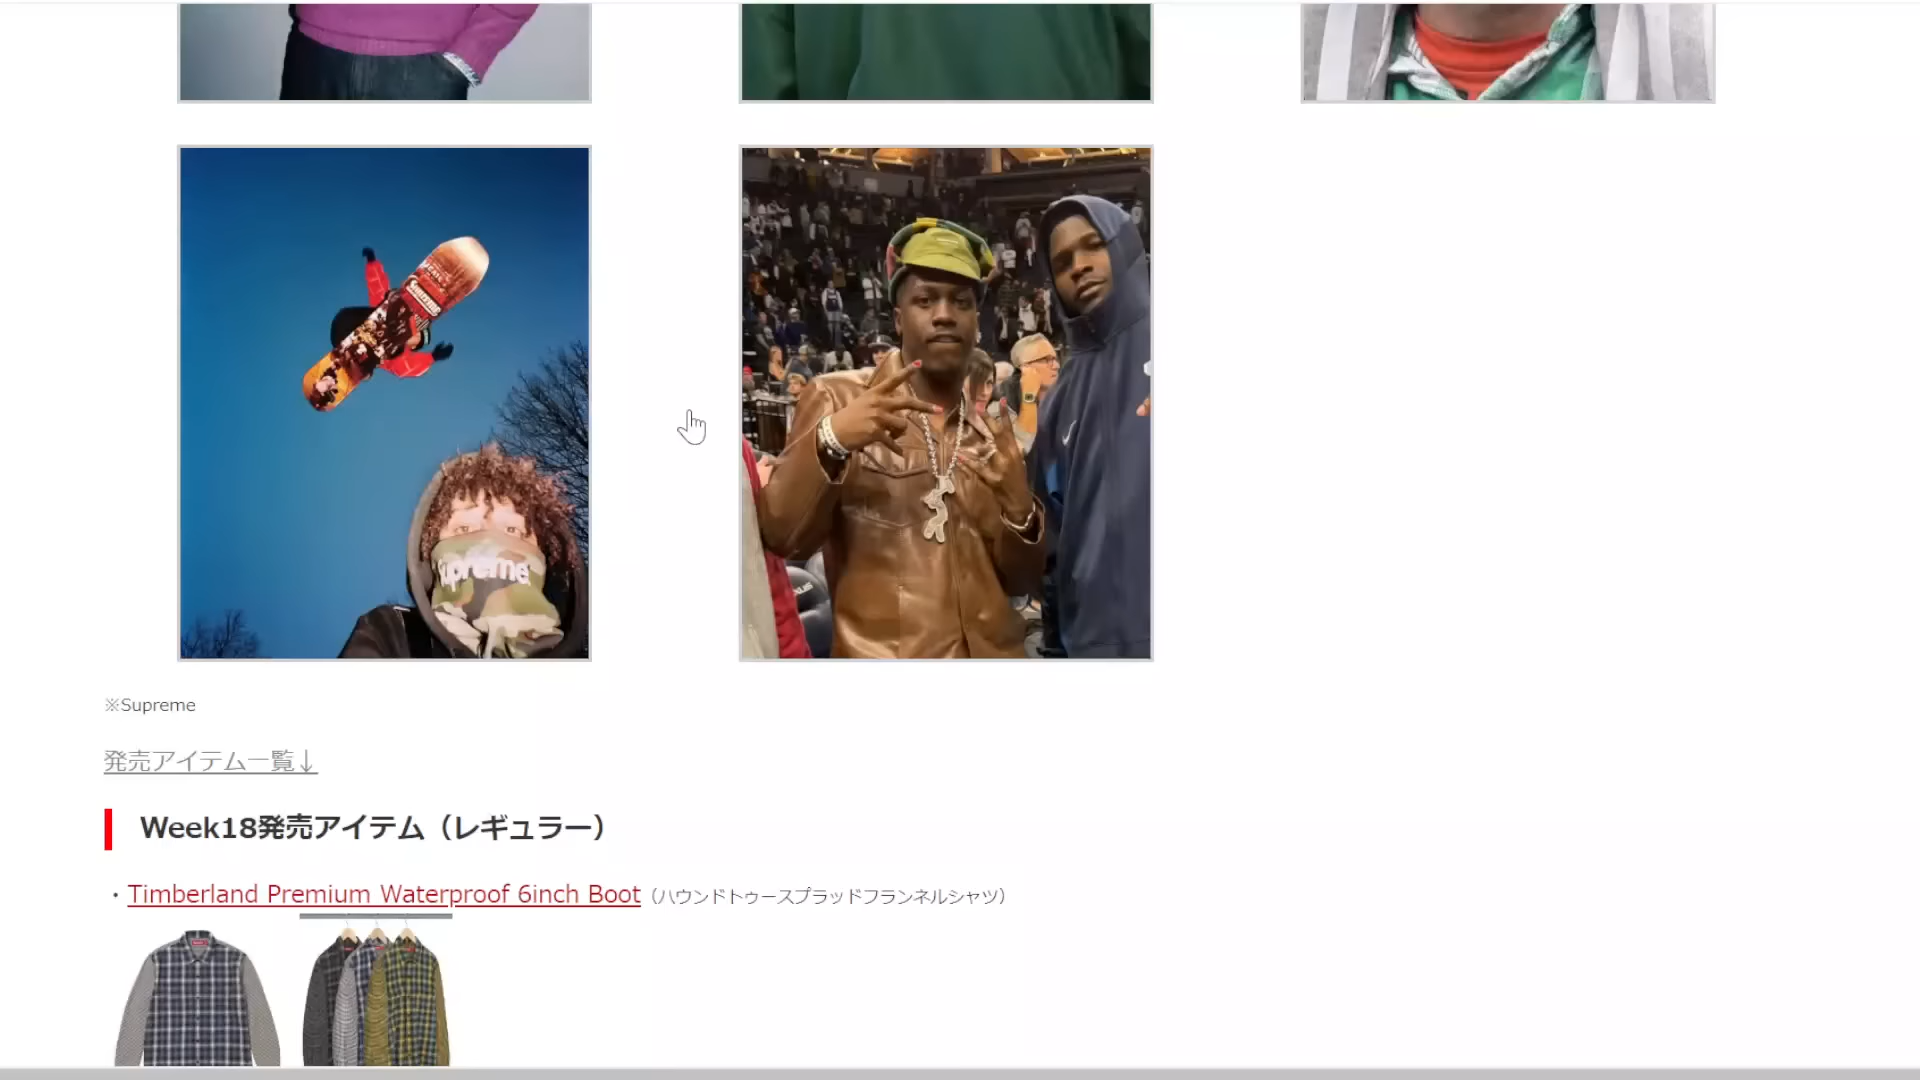 Supreme
※Supreme
発売アイテム一覧↓
Week18発売アイテム（レギュラー）
・Timberland Premium Waterproof 6inch Boot（ハウンドトゥースプラッドフランネルシャツ）